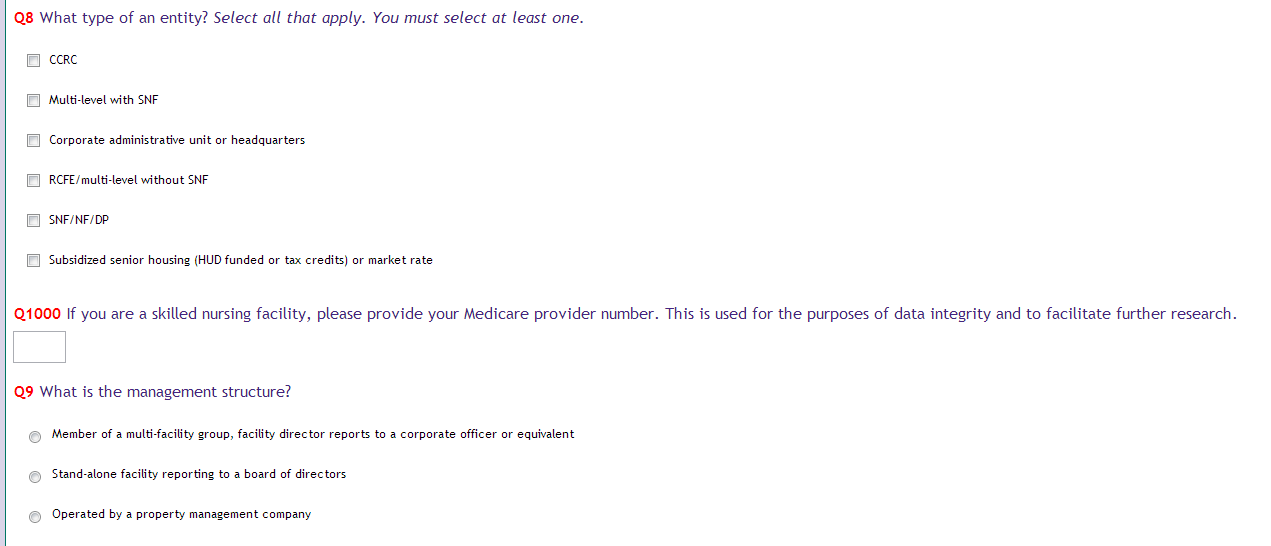 Q8 What type of an entity? Select all that apply. You must select at least one.
CCRC
Multi-level with SNF
Corporate administrative unit or headquarters
RCFE/multi-level without SNF
SNF/NF/DP
Subsidized senior housing (HUD funded or tax credits) or market rate
Q1000 If you are a skilled nursing facility, please provide your Medicare provider number. This is used for the purposes of data integrity and to facilitate further research.
Q9 What is the management structure?
Member of a multi-facility group, facility director reports to a corporate officer or equivalent
Stand-alone facility reporting to a board of directors
Operated by a property management company